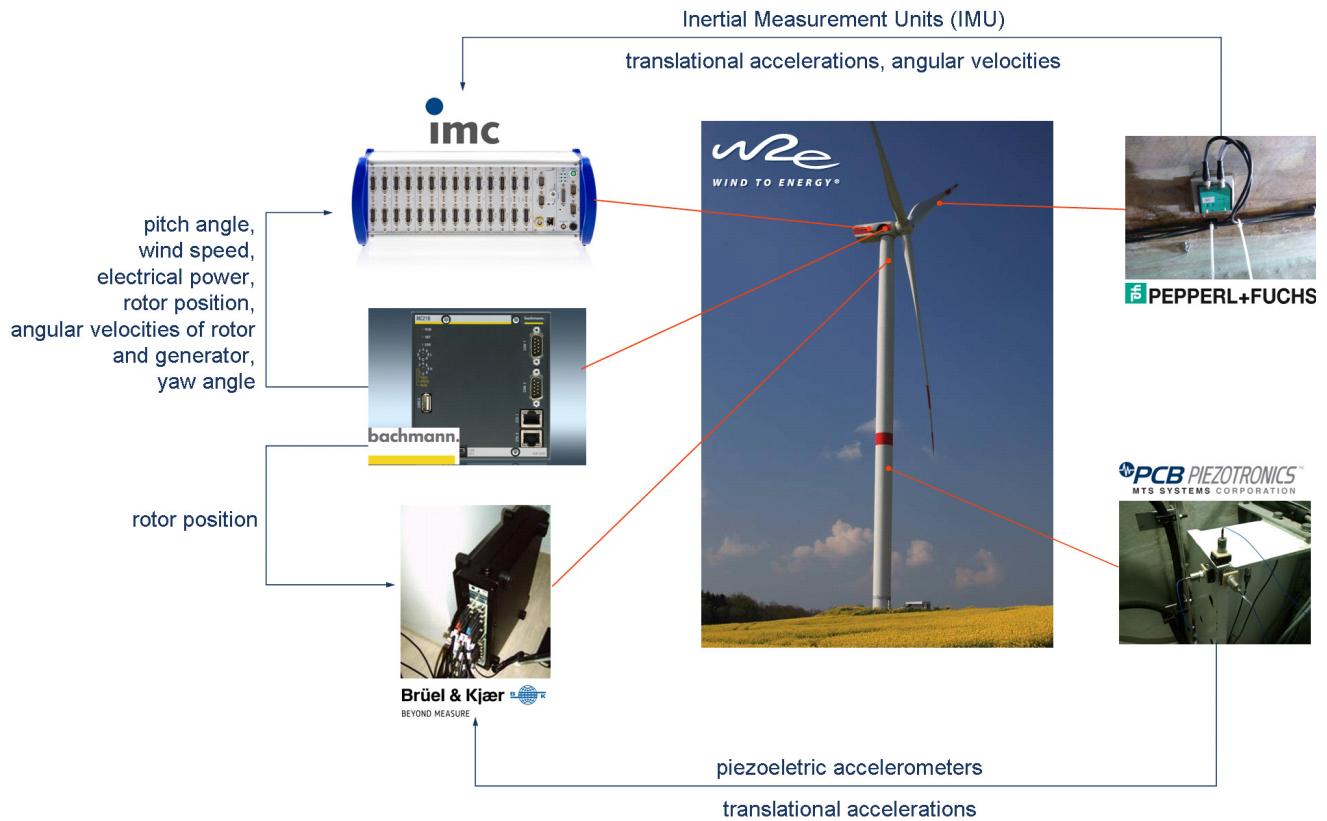 Inertial Measurement Units (IMU)
translational accelerations, angular velocities
imc
w2e
WIND TO ENERGY®
pitch angle,
wind speed,
electrical power,
rotor position,
angular velocities of rotor
and generator,
yaw angle
bachmann.
PEPPERL+FUCHS
rotor position
PCB PIEZOTRONICS
MTS SYSTEMS CORPORATION
Brüel & Kjær
B K
BEYOND MEASURE
piezoeletric accelerometers
translational accelerations